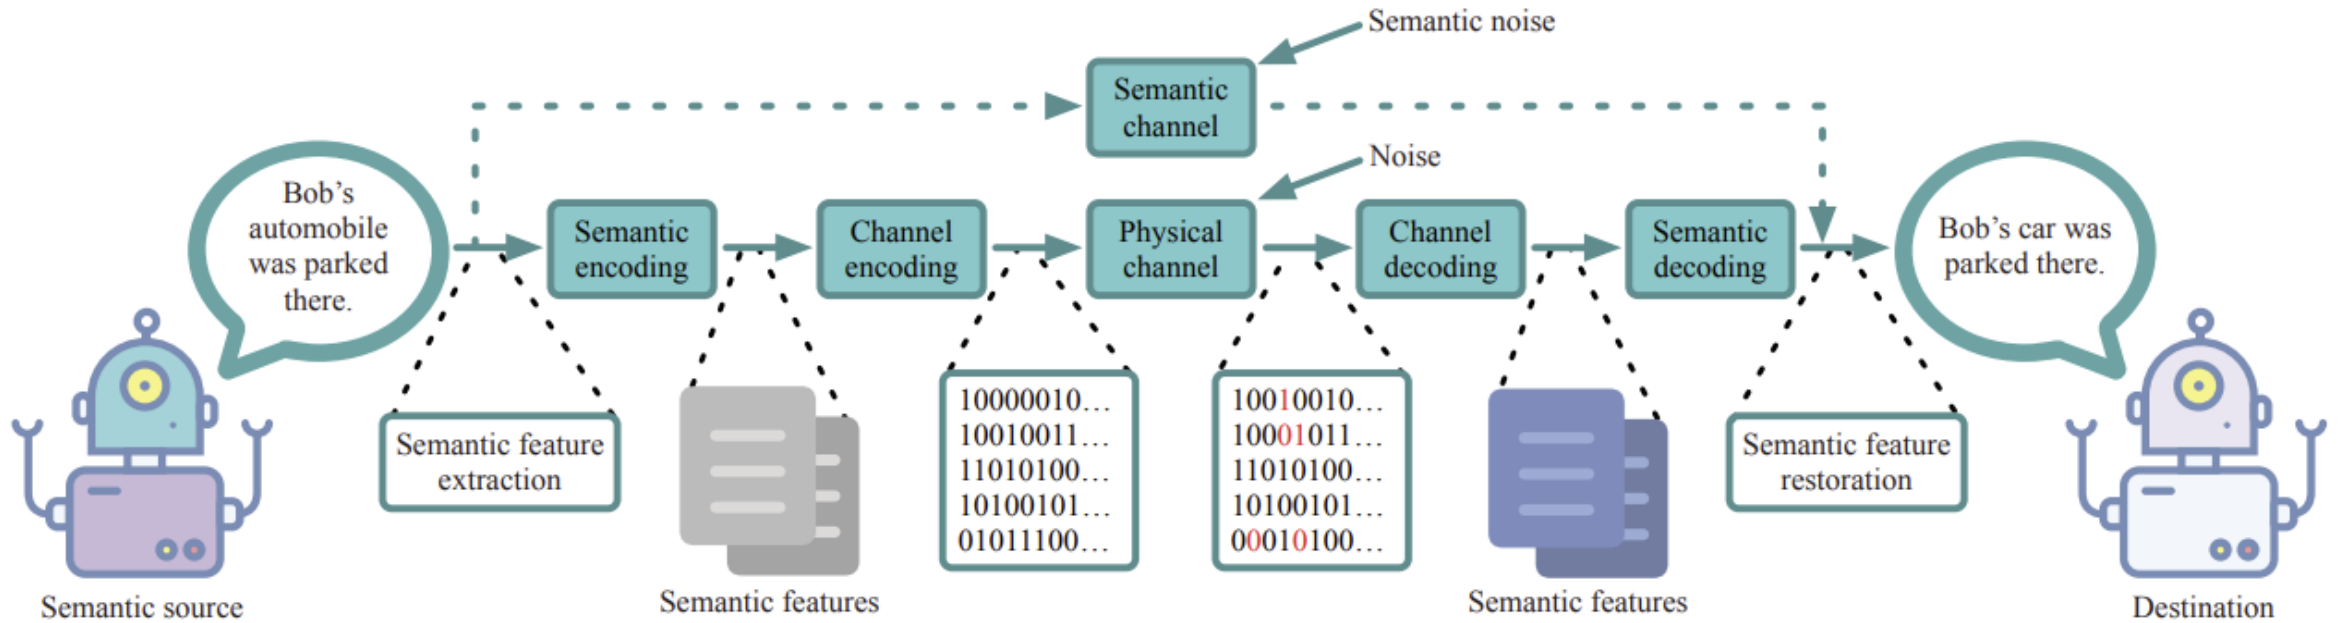 Semantic noise
Semantic
channel
Noise
Bob’s
automobile
was parked
there.
Semantic
encoding
Channel
encoding
Physical
channel
Channel
decoding
Semantic
decoding
Bob’s car was
parked there.
Semantic feature
extraction
10000010…
10010011…
11010100…
10100101…
01011100…
10010010…
10001011…
11010100…
10100101…
00010100…
Semantic feature
restoration
Semantic source
Semantic features
Semantic features
Destination